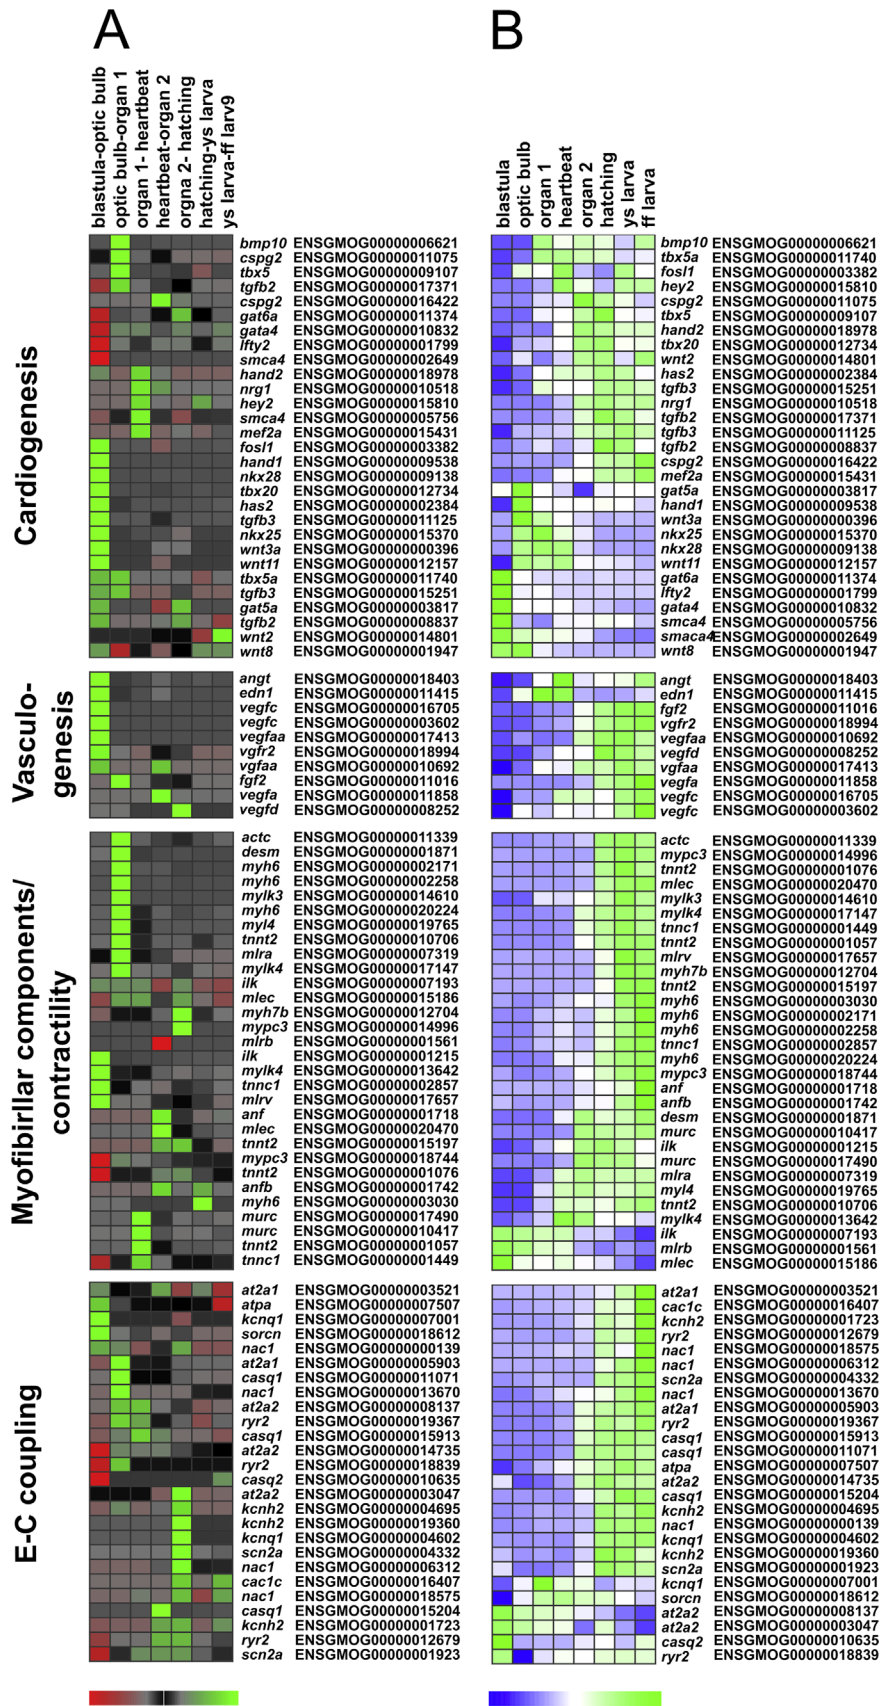 A
blastula-optic bulb
optic bulb-organ 1
organ 1- heartbeat
heartbeat-organ 2
orgna 2- hatching
hatching-ys larva
ys larva-ff larv9
Cardiogenesis
bmp10 ENSGMOG00000006621
cspg2 ENSGMOG00000011075
tbx5 ENSGMOG00000009107
tgfb2 ENSGMOG00000017371
cspg2 ENSGMOG00000016422
gat6a ENSGMOG00000011374
gata4 ENSGMOG00000010832
lfty2 ENSGMOG00000001799
smca4 ENSGMOG00000002649
hand2 ENSGMOG00000018978
nrg1 ENSGMOG00000010518
hey2 ENSGMOG00000015810
smca4 ENSGMOG00000005756
mef2a ENSGMOG00000015431
fosl1 ENSGMOG00000003382
hand1 ENSGMOG00000009538
nkx28 ENSGMOG00000009138
tbx20 ENSGMOG00000012734
has2 ENSGMOG00000002384
tgfb3 ENSGMOG00000011125
nkx25 ENSGMOG00000015370
wnt3a ENSGMOG00000000396
wnt11 ENSGMOG00000012157
tbx5a ENSGMOG00000011740
tgfb3 ENSGMOG00000015251
gat5a ENSGMOG00000003817
tgfb2 ENSGMOG00000008837
wnt2 ENSGMOG00000014801
wnt8 ENSGMOG00000001947
Vasculo-
genesis
angt ENSGMOG00000018403
edn1 ENSGMOG00000011415
vegfc ENSGMOG00000016705
vegfc ENSGMOG00000003602
vegfaa ENSGMOG00000017413
vgfr2 ENSGMOG00000018994
vgfaa ENSGMOG00000010692
fgf2 ENSGMOG00000011016
vegfa ENSGMOG00000011858
vegfd ENSGMOG00000008252
Myofibirllar components/
contractility
actc ENSGMOG00000011339
desm ENSGMOG00000001871
myh6 ENSGMOG00000002171
myh6 ENSGMOG00000002258
mylk3 ENSGMOG00000014610
myh6 ENSGMOG00000020224
myl4 ENSGMOG00000019765
tnnt2 ENSGMOG00000010706
mlra ENSGMOG00000007319
mylk4 ENSGMOG00000017147
ilk ENSGMOG00000007193
mlec ENSGMOG00000015186
myh7b ENSGMOG00000012704
mypc3 ENSGMOG00000014996
mlrb ENSGMOG00000001561
ilk ENSGMOG00000001215
mylk4 ENSGMOG00000013642
tnnc1 ENSGMOG00000002857
mlrv ENSGMOG00000017657
anf ENSGMOG00000001718
mlec ENSGMOG00000020470
tnnt2 ENSGMOG00000015197
mypc3 ENSGMOG00000018744
tnnt2 ENSGMOG00000001076
anfb ENSGMOG00000001742
myh6 ENSGMOG00000003030
murc ENSGMOG00000017490
murc ENSGMOG00000010417
tnnt2 ENSGMOG00000001057
tnnc1 ENSGMOG00000001449
E-C coupling
at2a1 ENSGMOG00000003521
atpa ENSGMOG00000007507
kcnq1 ENSGMOG00000007001
sorcn ENSGMOG00000018612
nac1 ENSGMOG00000000139
at2a1 ENSGMOG00000005903
casq1 ENSGMOG00000011071
nac1 ENSGMOG00000013670
at2a2 ENSGMOG00000008137
ryr2 ENSGMOG00000019367
casq1 ENSGMOG00000015913
at2a2 ENSGMOG00000014735
ryr2 ENSGMOG00000018839
casq2 ENSGMOG00000010635
at2a2 ENSGMOG00000003047
kcnh2 ENSGMOG00000004695
kcnh2 ENSGMOG00000019360
kcnq1 ENSGMOG00000004602
scn2a ENSGMOG00000004332
nac1 ENSGMOG00000006312
cac1c ENSGMOG00000016407
nac1 ENSGMOG00000018575
casq1 ENSGMOG00000015204
kcnh2 ENSGMOG00000001723
ryr2 ENSGMOG00000012679
scn2a ENSGMOG00000001923
B
blastula
optic bulb
organ 1
heartbeat
organ 2
hatching
ys larva
ff larva
bmp10 ENSGMOG00000006621
tbx5a ENSGMOG00000011740
fosl1 ENSGMOG00000003382
hey2 ENSGMOG00000015810
cspg2 ENSGMOG00000011075
tbx5 ENSGMOG00000009107
hand2 ENSGMOG00000018978
tbx20 ENSGMOG00000012734
wnt2 ENSGMOG00000014801
has2 ENSGMOG00000002384
tgfb3 ENSGMOG00000015251
nrg1 ENSGMOG00000010518
tgfb2 ENSGMOG00000017371
tgfb3 ENSGMOG00000011125
tgfb2 ENSGMOG00000008837
cspg2 ENSGMOG00000016422
mef2a ENSGMOG00000015431
gat5a ENSGMOG00000003817
hand1 ENSGMOG00000009538
wnt3a ENSGMOG00000000396
nkx25 ENSGMOG00000015370
nkx28 ENSGMOG00000009138
wnt11 ENSGMOG00000012157
gat6a ENSGMOG00000011374
lfty2 ENSGMOG00000001799
gata4 ENSGMOG00000010832
smca4 ENSGMOG00000005756
smaca4 ENSGMOG00000002649
wnt8 ENSGMOG00000001947
angt ENSGMOG00000018403
edn1 ENSGMOG00000011415
fgf2 ENSGMOG00000011016
vgfr2 ENSGMOG00000018994
vegfaa ENSGMOG00000010692
vegfd ENSGMOG00000008252
vgfaa ENSGMOG00000017413
vegfa ENSGMOG00000011858
vegfc ENSGMOG00000016705
vegfc ENSGMOG00000003602
actc ENSGMOG00000011339
mypc3 ENSGMOG00000014996
tnnt2 ENSGMOG00000001076
mlec ENSGMOG00000020470
mylk3 ENSGMOG00000014610
mylk4 ENSGMOG00000017147
tnnc1 ENSGMOG00000001449
tnnt2 ENSGMOG00000001057
mlrv ENSGMOG00000017657
myh7b ENSGMOG00000012704
tnnt2 ENSGMOG00000015197
myh6 ENSGMOG00000003030
myh6 ENSGMOG00000002171
myh6 ENSGMOG00000002258
tnnc1 ENSGMOG00000002857
myh6 ENSGMOG00000020224
mypc3 ENSGMOG00000018744
anf ENSGMOG00000001718
anfb ENSGMOG00000001742
desm ENSGMOG00000001871
murc ENSGMOG00000010417
ilk ENSGMOG00000001215
murc ENSGMOG00000017490
mlra ENSGMOG00000007319
myl4 ENSGMOG00000019765
tnnt2 ENSGMOG00000010706
mylk4 ENSGMOG00000013642
ilk ENSGMOG00000007193
mlrb ENSGMOG00000001561
mlec ENSGMOG00000015186
at2a1 ENSGMOG00000003521
cac1c ENSGMOG00000016407
kcnh2 ENSGMOG00000001723
ryr2 ENSGMOG00000012679
nac1 ENSGMOG00000018575
nac1 ENSGMOG00000006312
scn2a ENSGMOG00000004332
nac1 ENSGMOG00000013670
at2a1 ENSGMOG00000005903
ryr2 ENSGMOG00000019367
casq1 ENSGMOG00000015913
casq1 ENSGMOG00000011071
atpa ENSGMOG00000007507
at2a2 ENSGMOG00000014735
casq1 ENSGMOG00000015204
kcnh2 ENSGMOG00000004695
nac1 ENSGMOG00000000139
kcnq1 ENSGMOG00000004602
kcnh2 ENSGMOG00000019360
scn2a ENSGMOG00000001923
kcnq1 ENSGMOG00000007001
sorcn ENSGMOG00000018612
at2a2 ENSGMOG00000008137
at2a2 ENSGMOG00000003047
casq2 ENSGMOG00000010635
ryr2 ENSGMOG00000018839